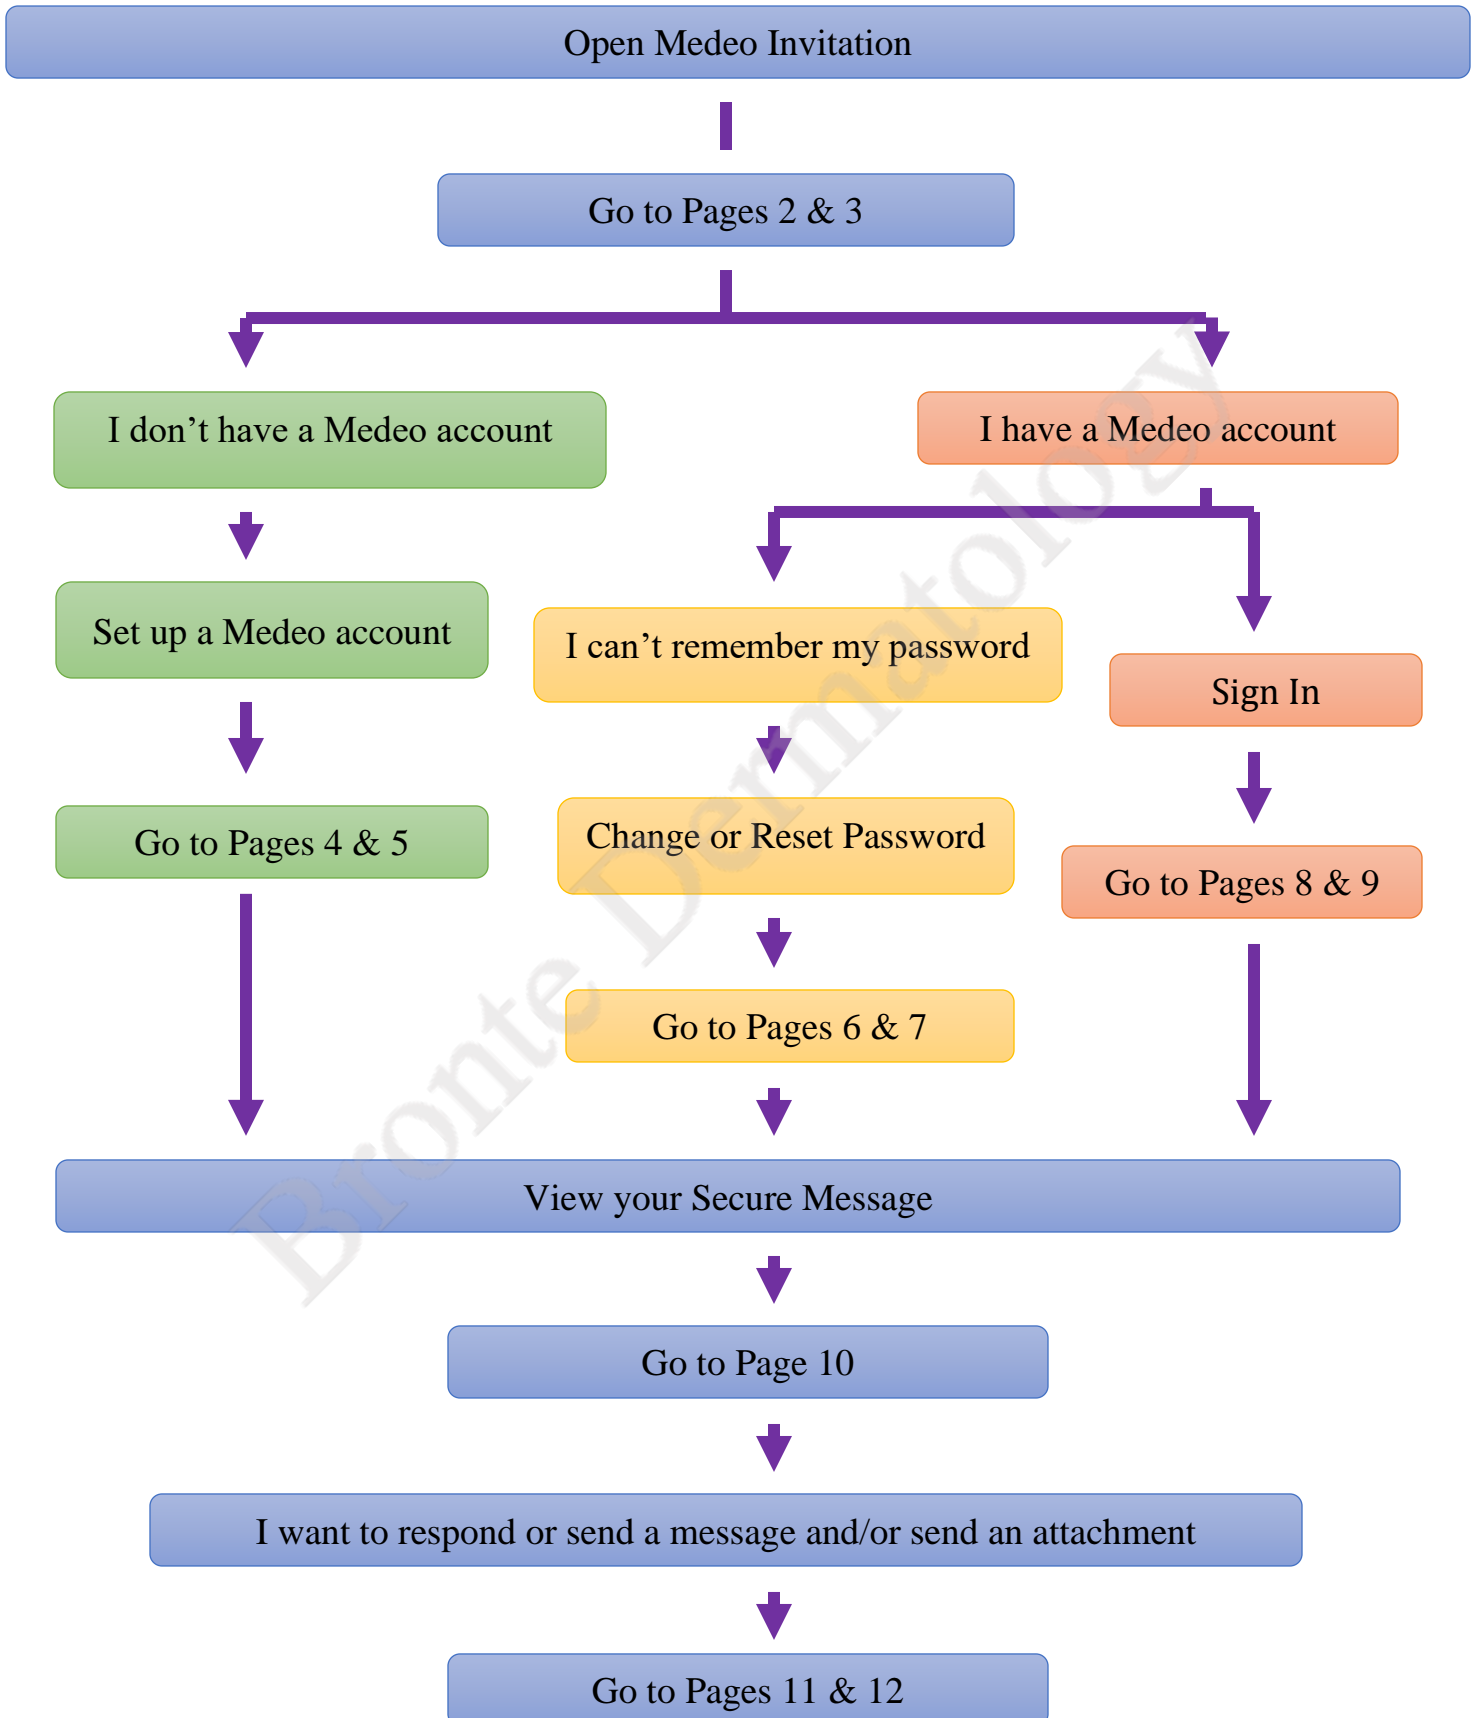 Open Medeo Invitation
Go to Pages 2 & 3
I don’t have a Medeo account
I have a Medeo account
Set up a Medeo account
I can’t remember my password
Sign In
Go to Pages 4 & 5
Change or Reset Password
Go to Pages 8 & 9
Go to Pages 6 & 7
View your Secure Message
Go to Page 10
I want to respond or send a message and/or send an attachment
Go to Pages 11 & 12
Bronte Dermatology